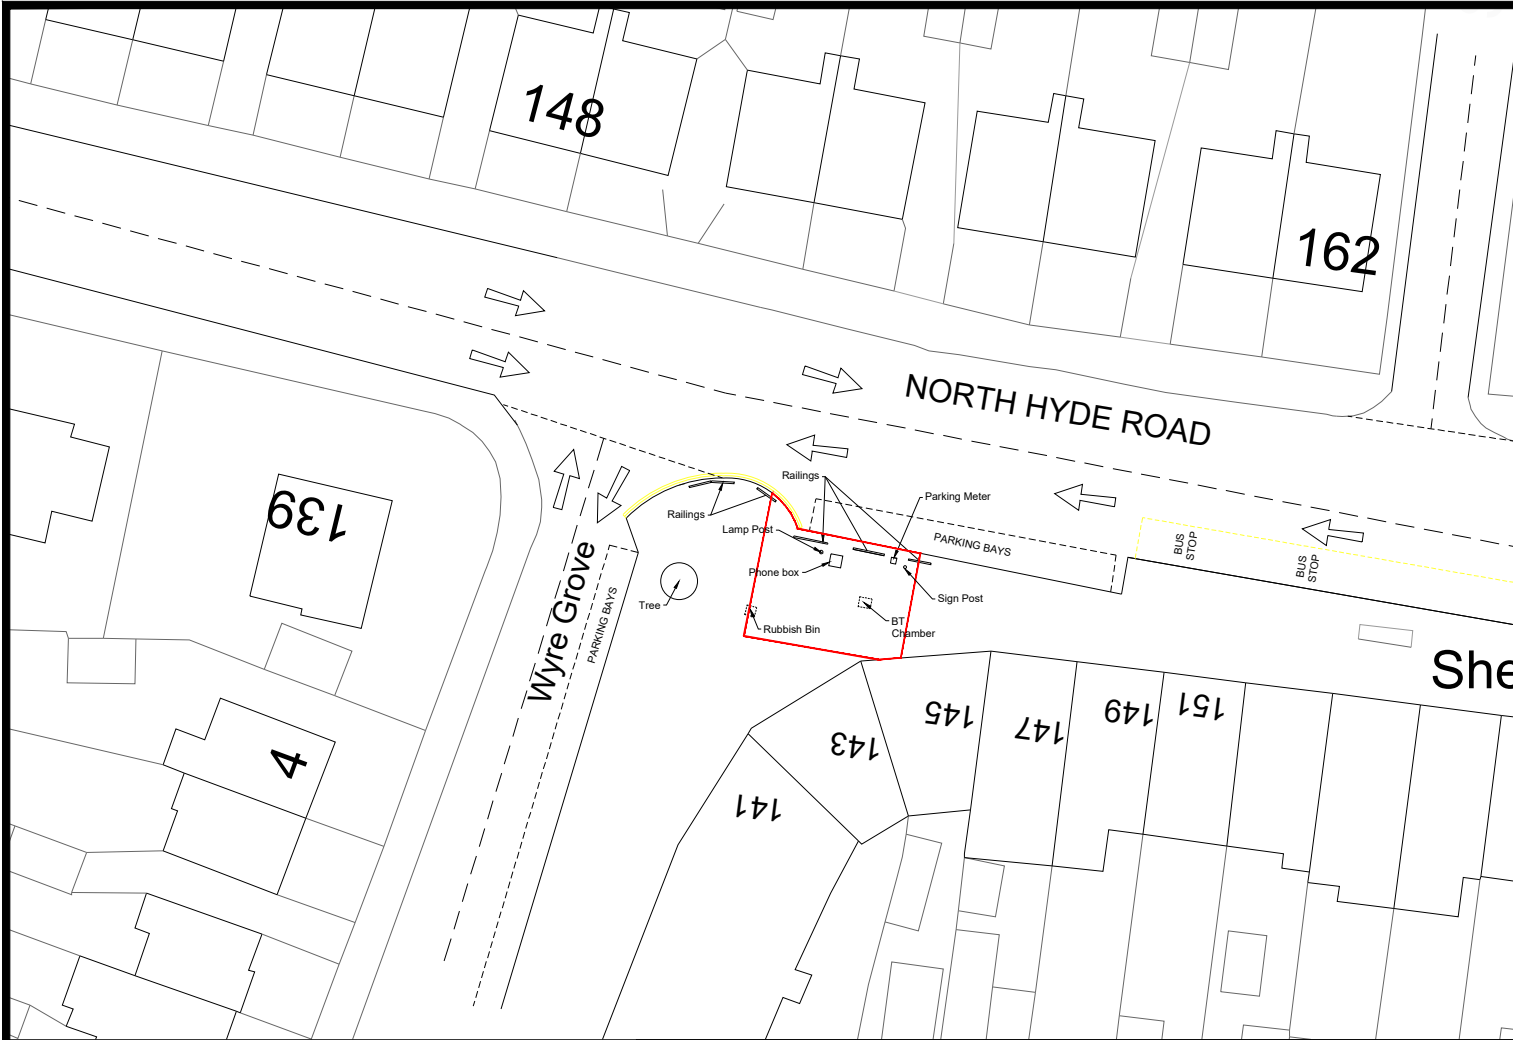 148
162
NORTH HYDE ROAD
139
Railings
Parking Meter
Railings
Lamp Post
PARKING BAYS
BUS
STOP
BUS
STOP
Phone box
Wyre Grove
PARKING BAYS
Tree
Sign Post
Rubbish Bin
BT
Chamber
She
4
145
147
149
151
143
141